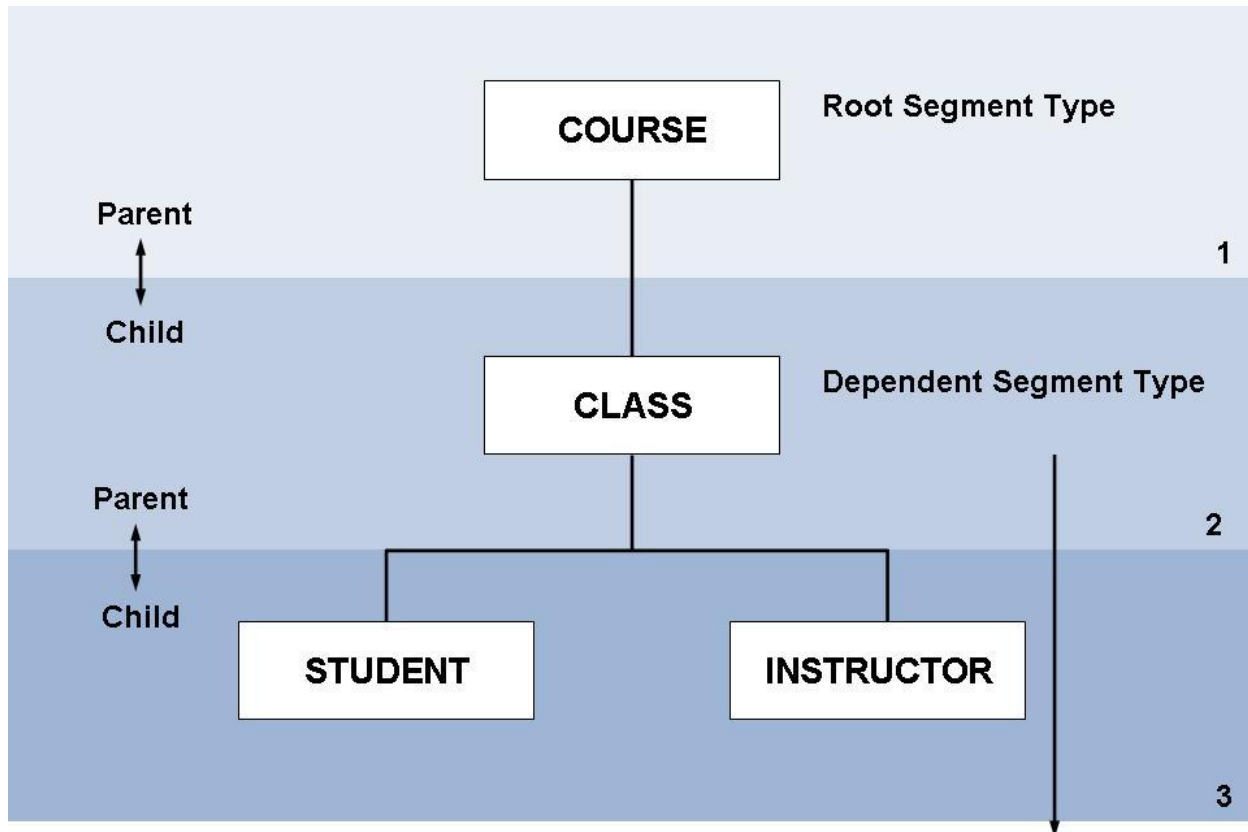 COURSE
Root Segment Type
Parent
1
Child
CLASS
Dependent Segment Type
Parent
2
Child
STUDENT
INSTRUCTOR
3